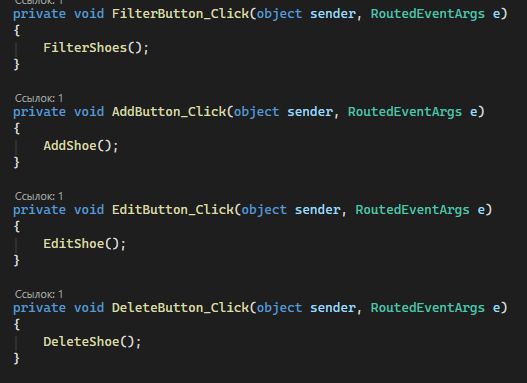 Ссылок: 1
private void FilterButton_Click(object sender, RoutedEventArgs e)
{
FilterShoes();
}
Ссылок: 1
private void AddButton_Click(object sender, RoutedEventArgs e)
{
AddShoe();
}
Ссылок: 1
private void EditButton_Click(object sender, RoutedEventArgs e)
{
EditShoe();
}
Ссылок: 1
private void DeleteButton_Click(object sender, RoutedEventArgs e)
{
DeleteShoe();
}